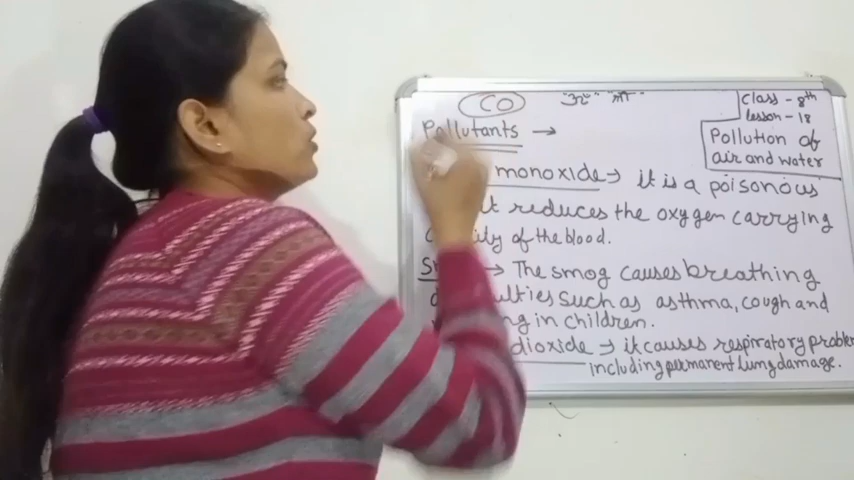 CO
Class - 8th
lesson - 18
Pollution of
air and water
Pollutants →
monoxide → it is a poisonous
it reduces the oxygen carrying
of the blood.
→ The smog causes breathing
such as asthma, cough and
in children.
dioxide → it causes respiratory problem
including permanent lung damage.